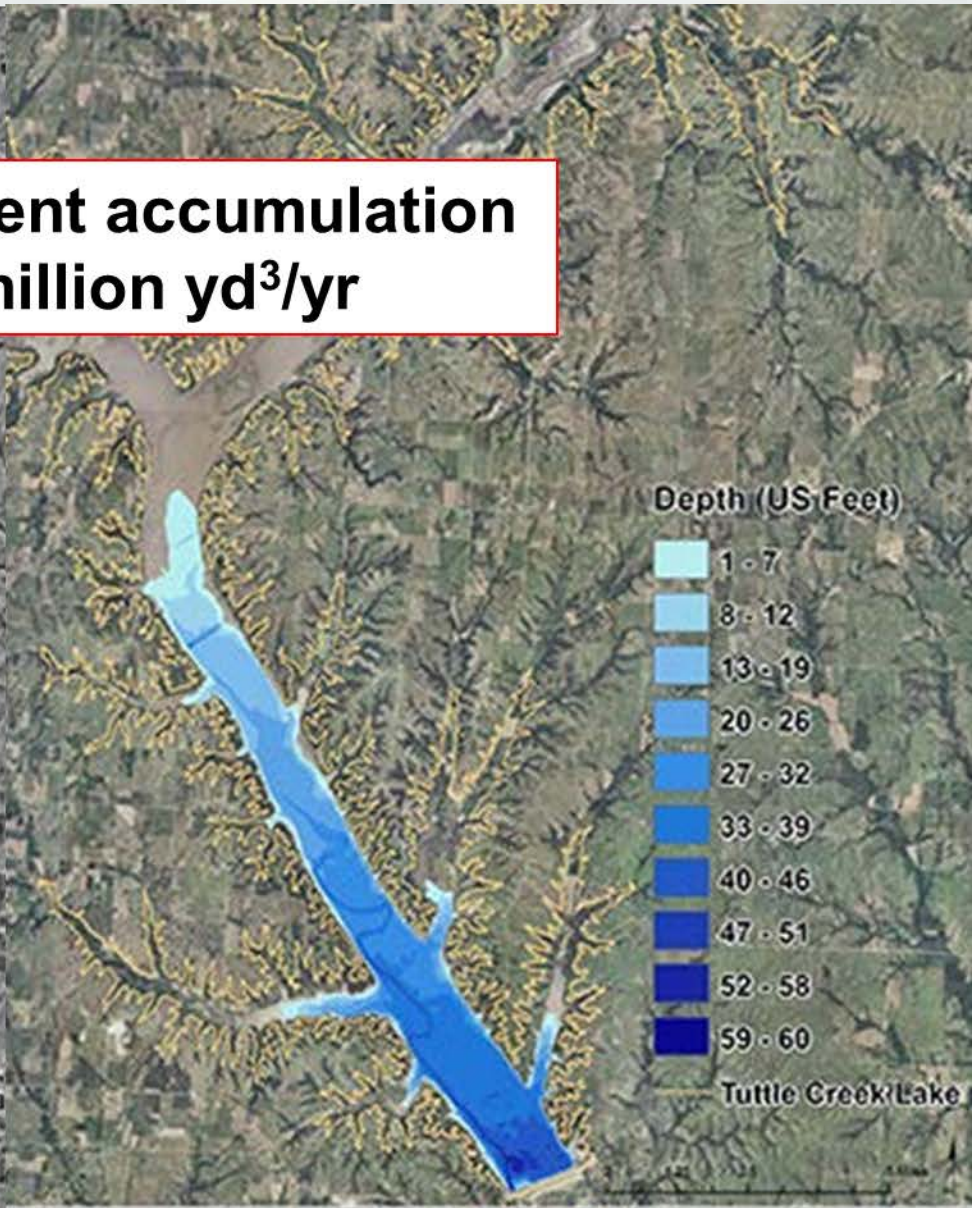 ent accumulation
illion yd³/yr
Depth (US Feet)
1 - 7
8 - 12
13 - 19
20 - 26
27 - 32
33 - 39
40 - 46
47 - 51
52 - 58
59 - 60
Tuttle Creek Lake